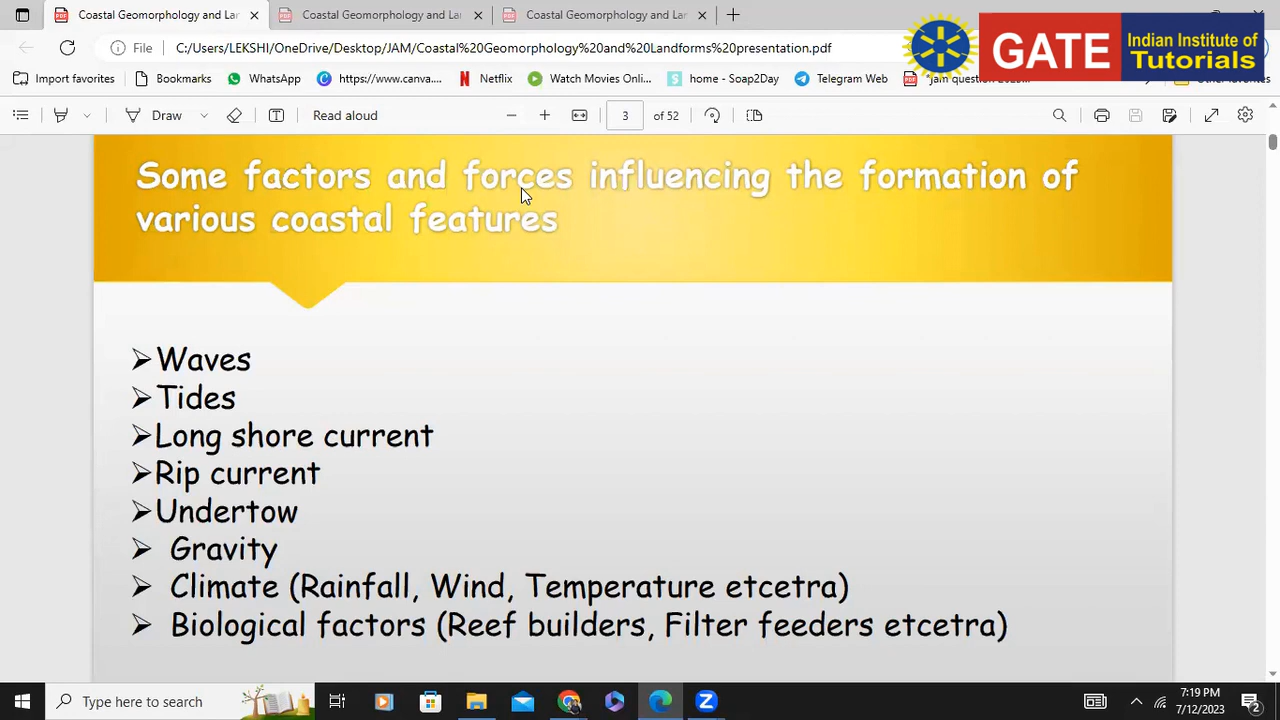 Coastal Geomorphology and Lar
Coastal Geomorphology and Lar
Coastal Geomorphology and Lar
File C:/Users/LEKSHI/OneDrive/Desktop/JAM/Coastal%20Geomorphology%20and%20Landforms%20presentation.pdf
GATE Indian Institute of
Tutorials
Import favorites Bookmarks WhatsApp https://www.canva.... Netflix Watch Movies Onli... home - Soap2Day Telegram Web
Draw Read aloud 3 of 52
Some factors and forces influencing the formation of
various coastal features
➢Waves
➢Tides
➢Long shore current
➢Rip current
➢Undertow
➢ Gravity
➢ Climate (Rainfall, Wind, Temperature etcetra)
➢ Biological factors (Reef builders, Filter feeders etcetra)
Type here to search
7:19 PM
7/12/2023
2